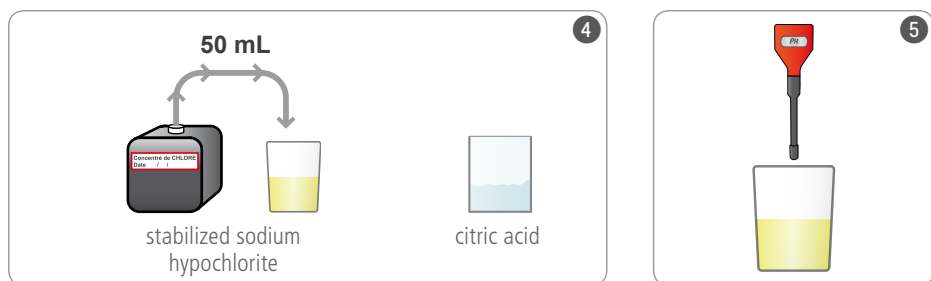 4
50 mL
Concentré de CHLORE
Date / /
stabilized sodium
hypochlorite
citric acid
5
PH